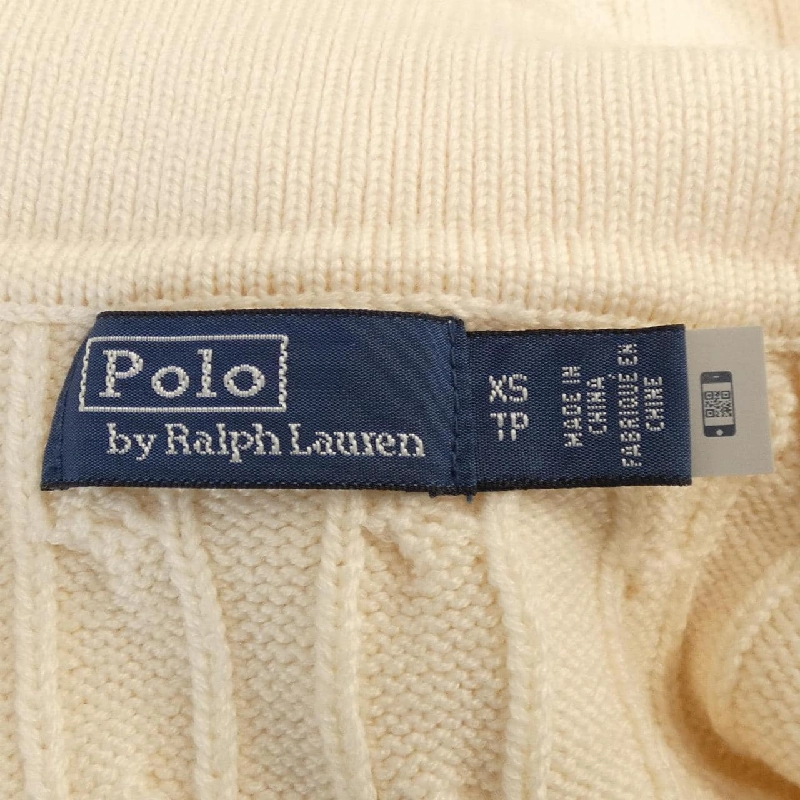 Polo
by Ralph Lauren
XS
TP
MADE IN
CHINA
FABRIQUÉ EN
CHINE